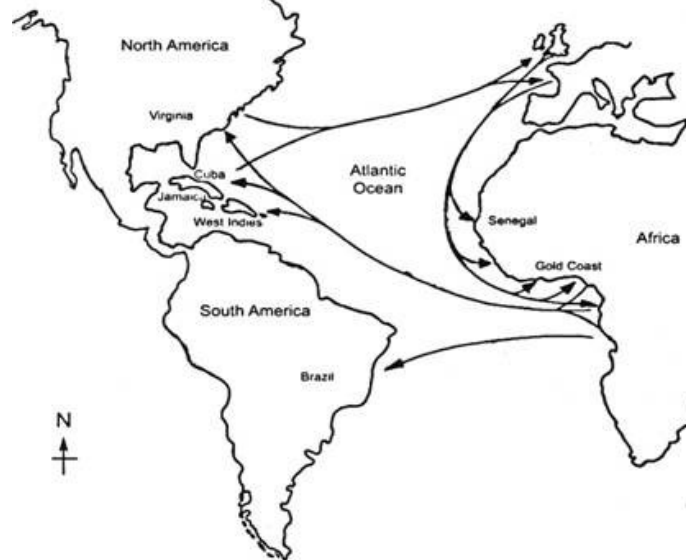 North America
Virginia
Cuba
Jamaica
West Indies
Atlantic
Ocean
Senegal
Africa
Gold Coast
South America
Brazil
N